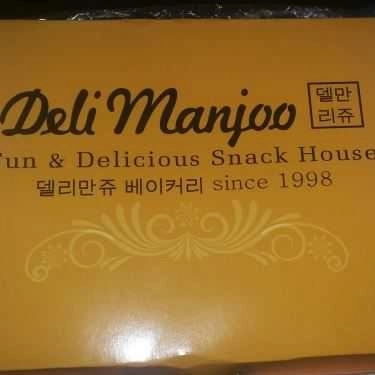 Deli Manjoo
델만
리쥬
Fun & Delicious Snack House
델리만쥬 베이커리 since 1998